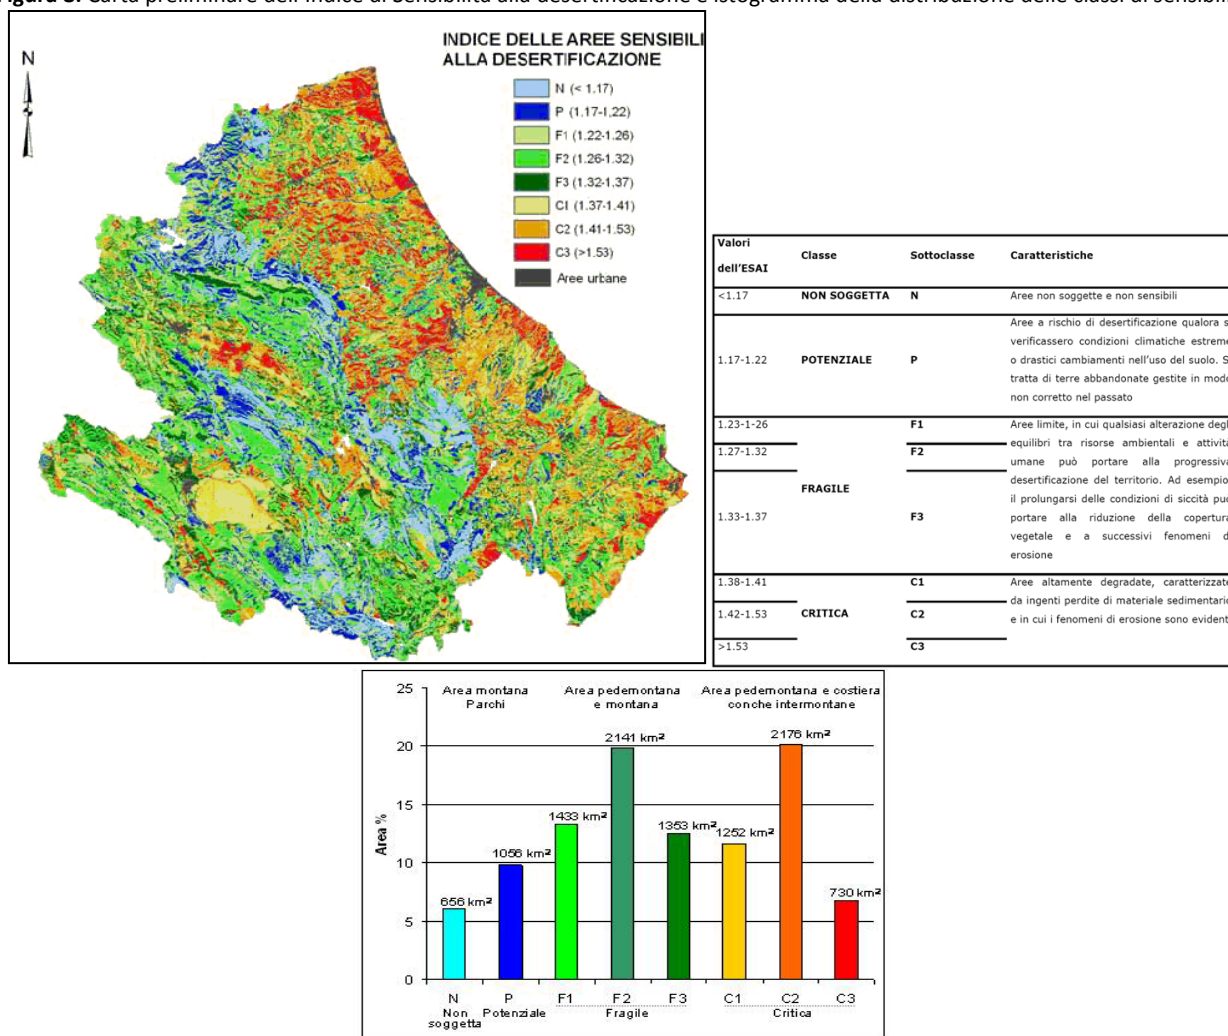 Figura 3. Carta preliminare dell'Indice di Sensibilità alla desertificazione e istogramma della distribuzione delle classi di
N
INDICE DELLE AREE SENSIBILI
ALLA DESERTIFICAZIONE
N (< 1.17)
P (1.17-1.22)
F1 (1.22-1.26)
F2 (1.26-1.32)
F3 (1.32-1.37)
C1 (1.37-1.41)
C2 (1.41-1.53)
C3 (>1.53)
Aree urbane
Valori
dell'ESAI
Classe
Sottoclasse
Caratteristiche
<1.17
NON SOGGETTA
N
Aree non soggette e non sensibili
1.17-1.22
POTENZIALE
P
Aree a rischio di desertificazione qualora
verificassero condizioni climatiche estreme
o drastici cambiamenti nell'uso del suolo.
tratta di terre abbandonate gestite in modo
non corretto nel passato
1.23-1-26
F1
1.27-1.32
F2
FRAGILE
1.33-1.37
F3
Aree limite, in cui qualsiasi alterazione
equilibri tra risorse ambientali e attività
umane può portare alla progressiva
desertificazione del territorio. Ad esempio,
il prolungarsi delle condizioni di siccità può
portare alla riduzione della copertura
vegetale e a successivi fenomeni
erosione
1.38-1.41
C1
1.42-1.53
CRITICA
C2
>1.53
C3
Aree altamente degradate, caratterizzate
da ingenti perdite di materiale sedimentario
e in cui i fenomeni di erosione sono
Area montana
Parchi
Area pedemontana
e montana
Area pedemontana e costiera
conche intermontane
Area %
25
20
15
10
5
0
656 km²
1056 km²
1433 km²
2141 km²
1353 km²
1252 km²
2176 km²
730 km²
N P F1 F2 F3 C1 C2 C3
Non
soggetta
Potenziale
Fragile
Critica